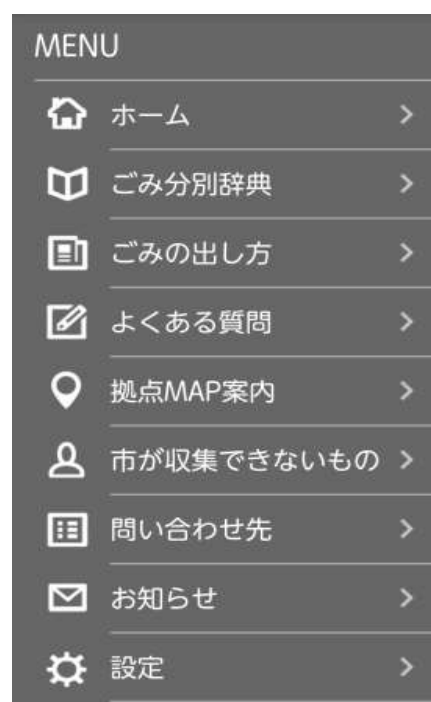 MENU
ホーム
ごみ分別辞典
ごみの出し方
よくある質問
拠点MAP案内
市が収集できないもの
問い合わせ先
お知らせ
設定